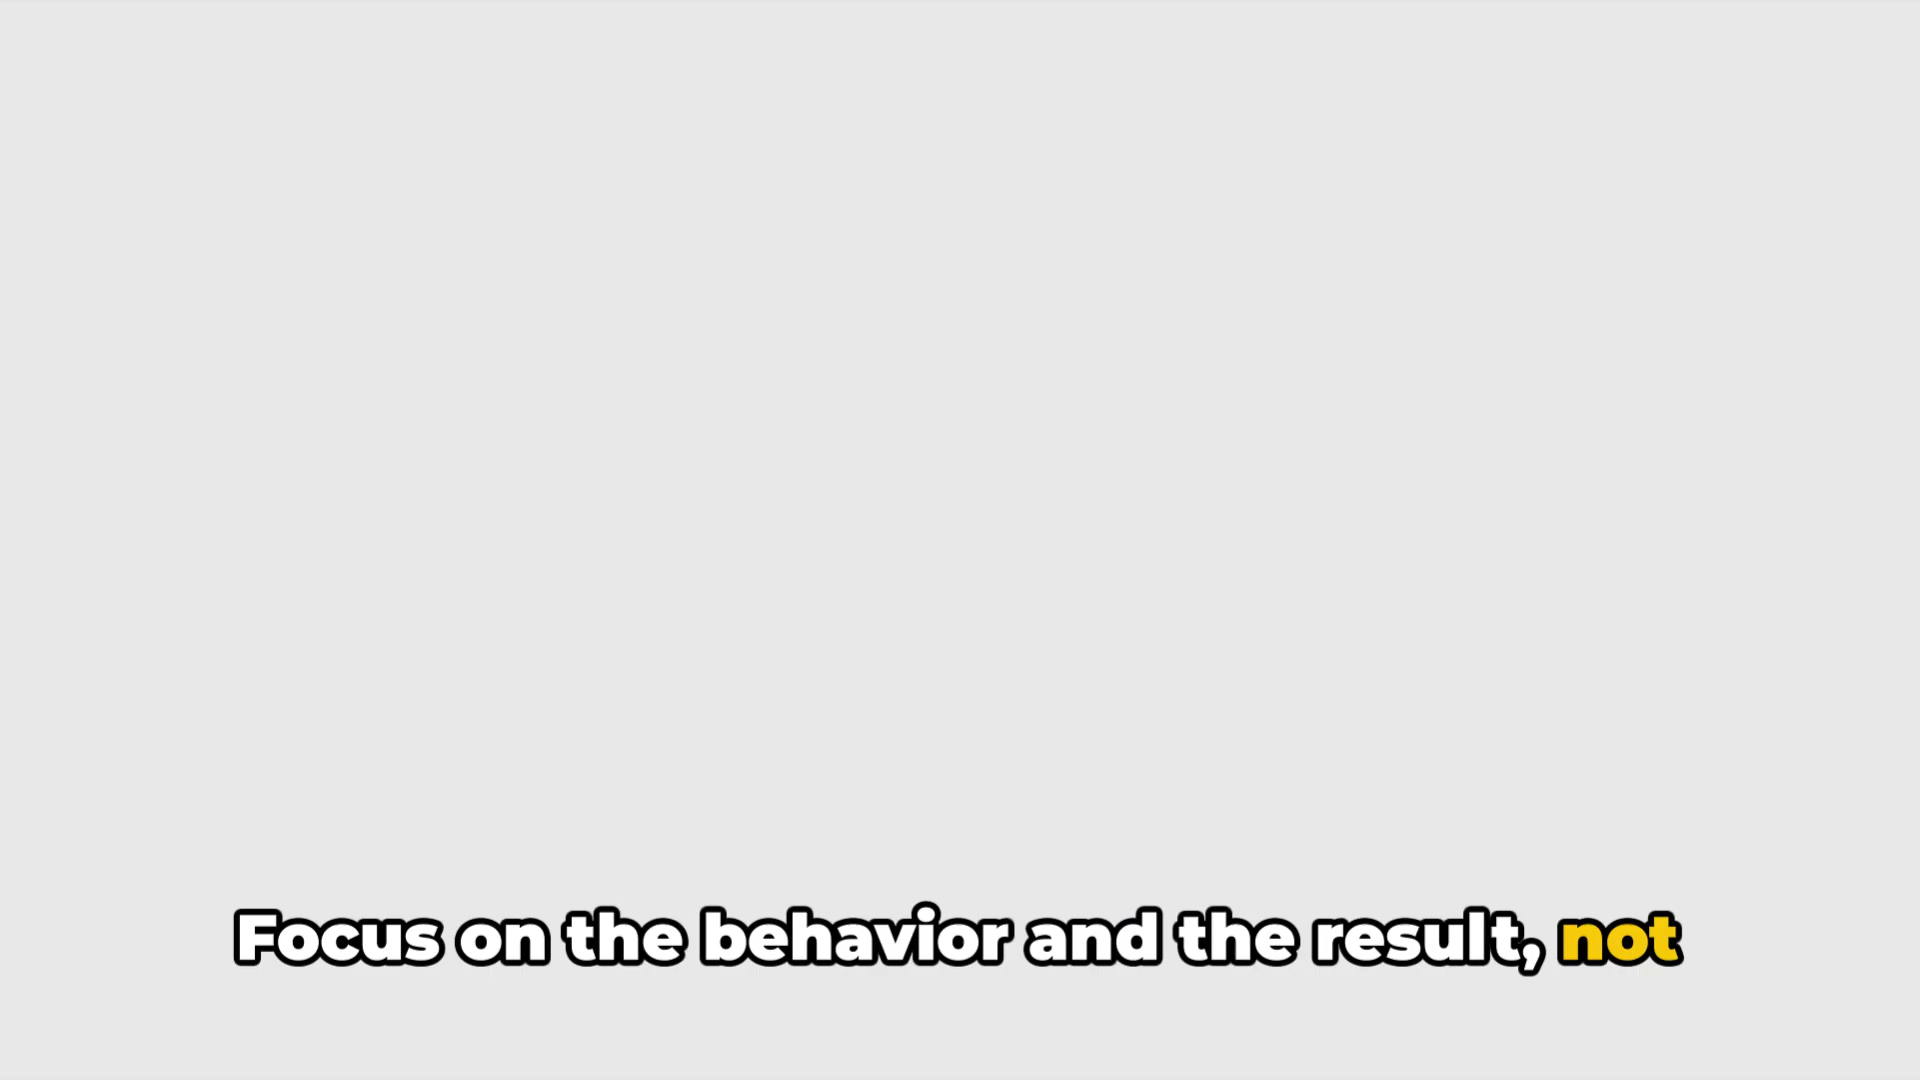 Focus on the behavior and the result, not